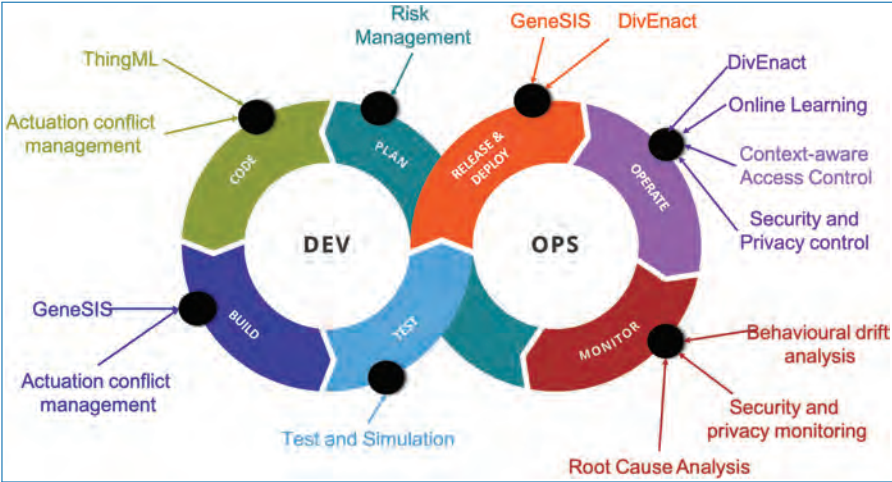 Risk
Management
GeneSIS
DivEnact
ThingML
DivEnact
Online Learning
Actuation conflict
management
Context-aware
Access Control
Security and
Privacy control
CODE
PLAN
RELEASE &
DEPLOY
OPERATE
DEV
OPS
GeneSIS
BUILD
TEST
MONITOR
Behavioural drift
analysis
Actuation conflict
management
Security and
privacy monitoring
Test and Simulation
Root Cause Analysis